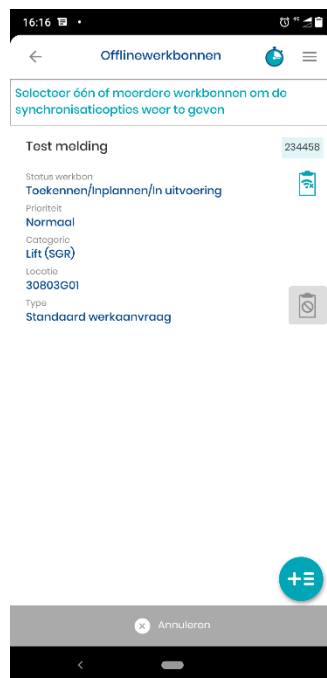 16:16
Offlinewerkbonnen
Selecteer één of meerdere werkbonnen om de
synchronisatieopties weer te geven
Test melding
234458
Status werkbon
Toekennen/Inplannen/In uitvoering
Prioriteit
Normaal
Categorie
Lift (SGR)
Locatie
30803G01
Type
Standaard werkaanvraag
Annuleren